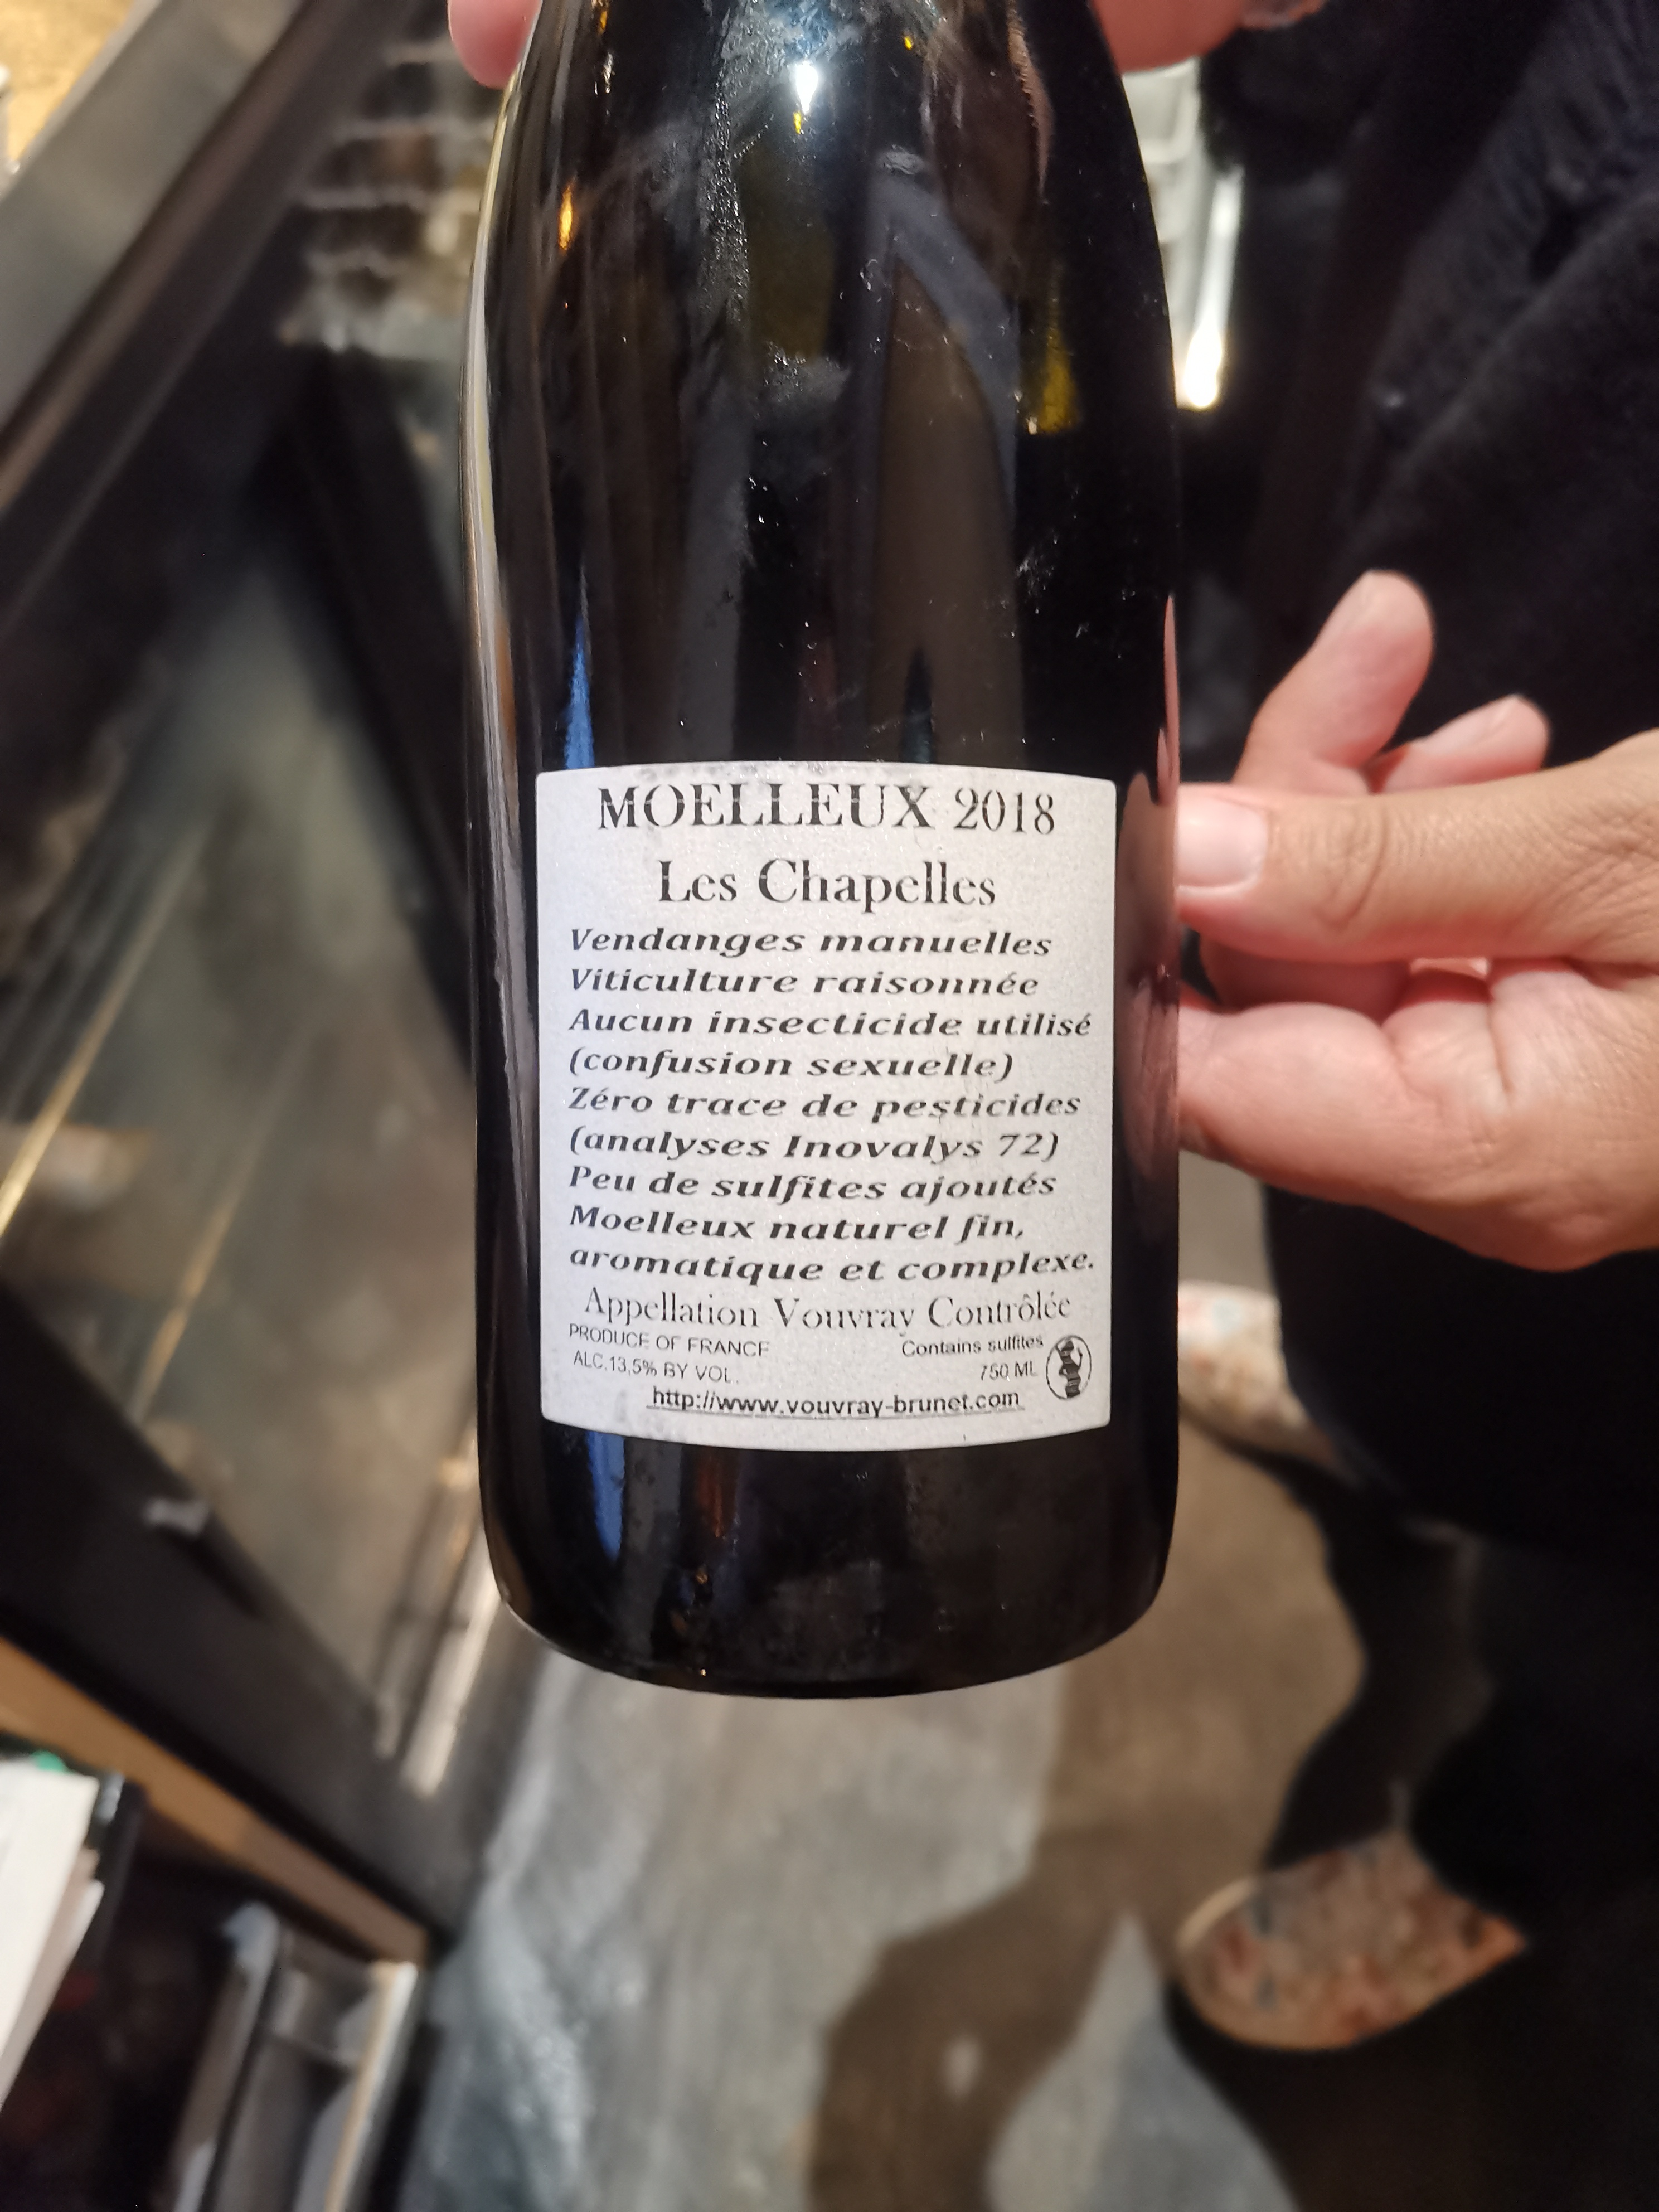 MOELLEUX 2018
Les Chapelles
Vendanges manuelles
Viticulture raisonnée
Aucun insecticide utilisé
(confusion sexuelle)
Zéro trace de pesticides
(analyses Inovalys 72)
Peu de sulfites ajoutés
Moelleux naturel fin,
aromatique et complexe.
Appellation Vouvray Contrôlée
PRODUCE OF FRANCE Contains sulfites
ALC.13,5% BY VOL. 750 ML
http://www.vouvray-brunet.com